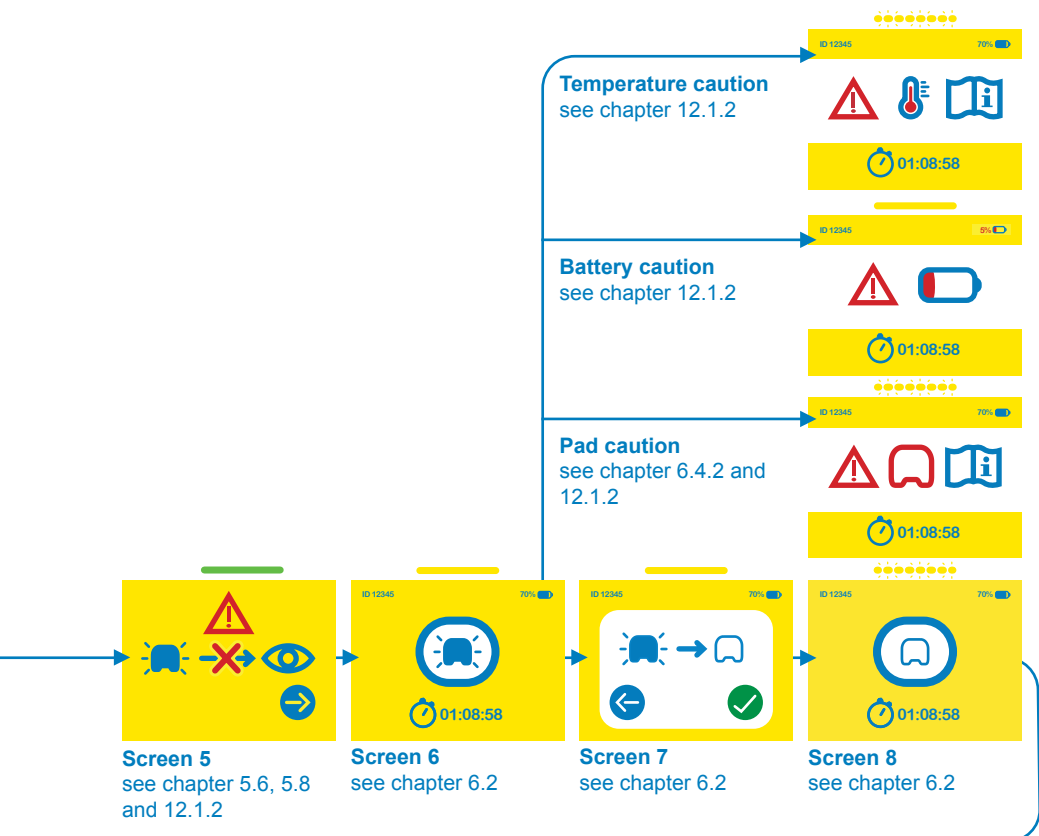 ID 12345
70%
Temperature caution
see chapter 12.1.2
i
01:08:58
ID 12345
5%
Battery caution
see chapter 12.1.2
01:08:58
ID 12345
70%
Pad caution
see chapter 6.4.2 and
12.1.2
i
01:08:58
ID 12345
70%
ID 12345
70%
ID 12345
70%
01:08:58
01:08:58
Screen 5
see chapter 5.6, 5.8
and 12.1.2
Screen 6
see chapter 6.2
Screen 7
see chapter 6.2
Screen 8
see chapter 6.2